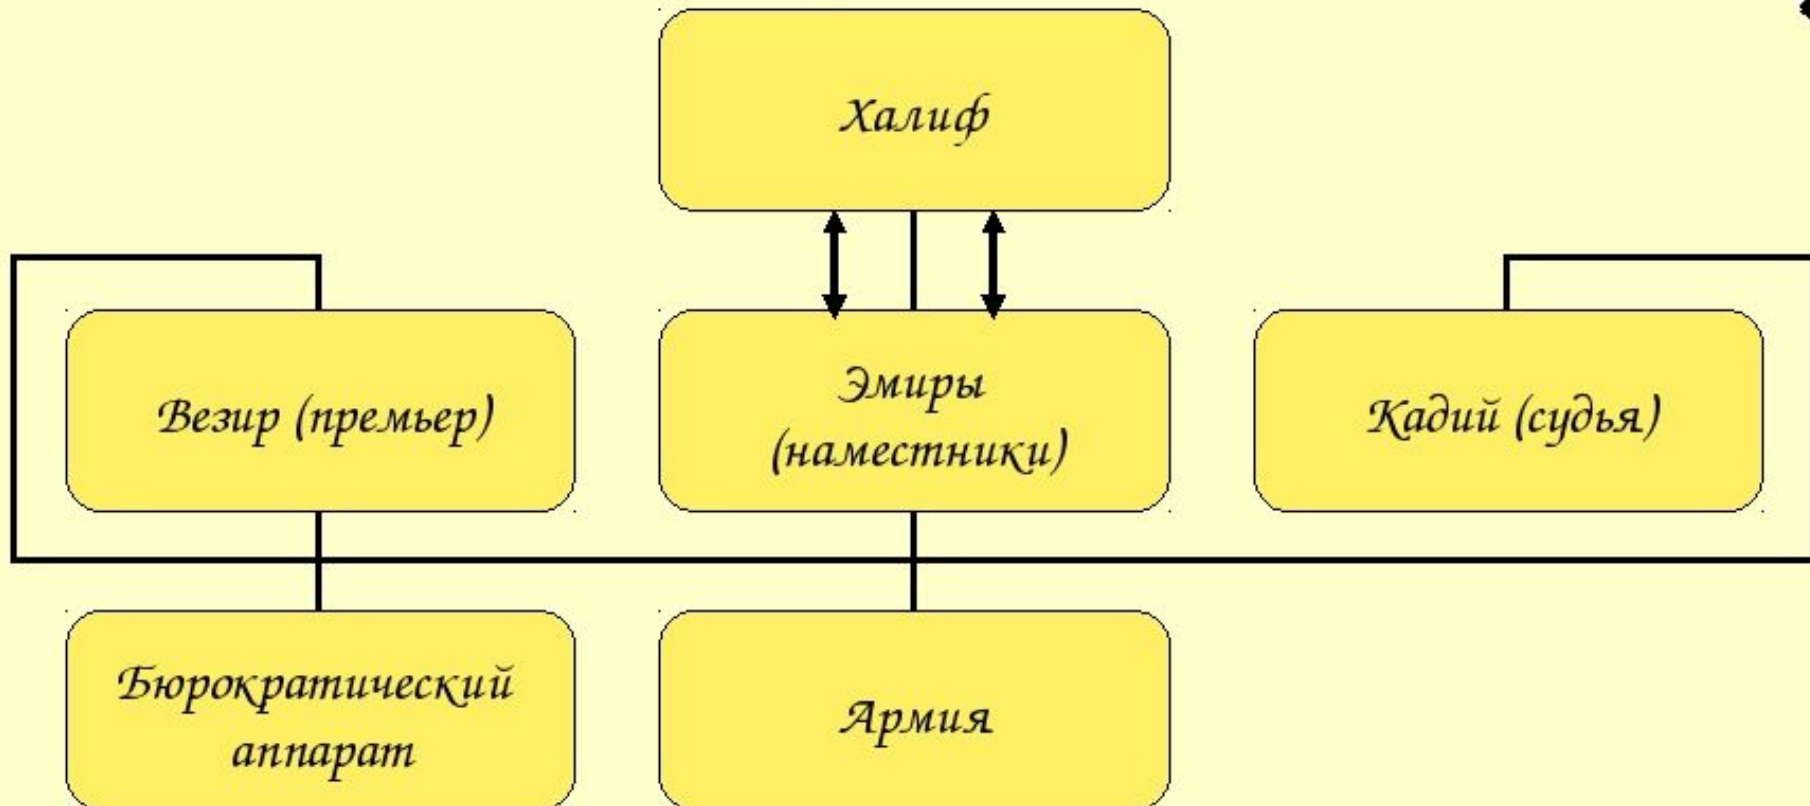 Халиф
Везир (премьер)
Эмиры
(наместники)
Кадий (судья)
Бюрократический
аппарат
Армия